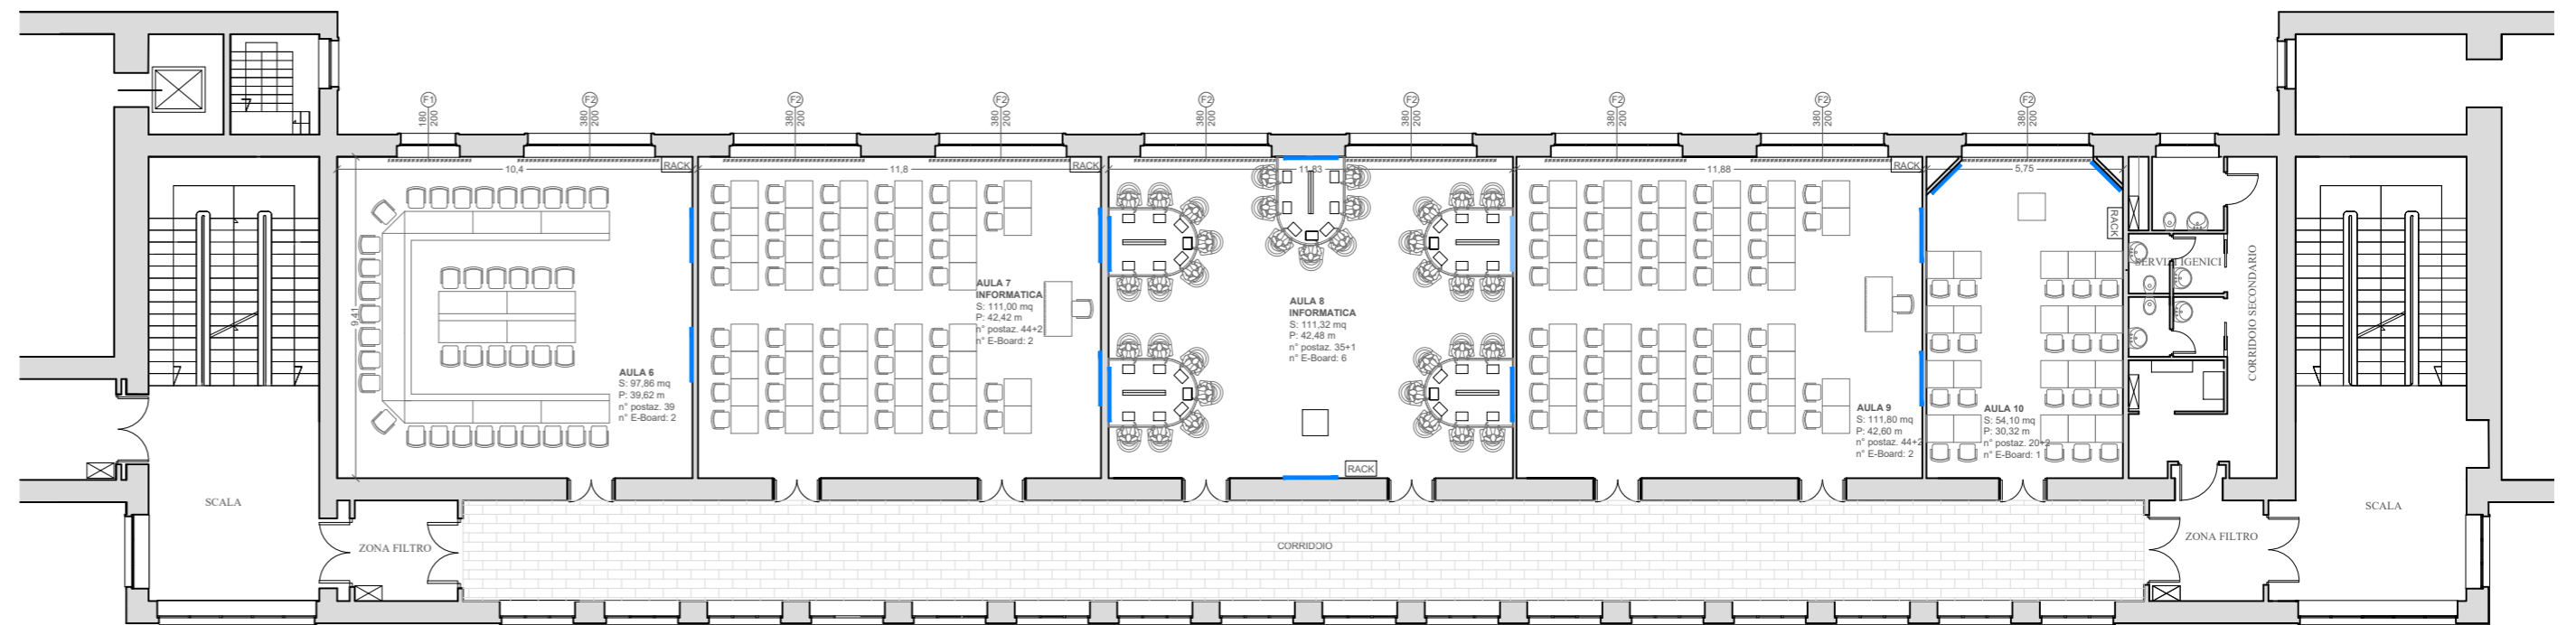 F1
180
200
F2
380
200
F2
380
200
F2
380
200
F2
380
200
F2
380
200
F2
380
200
F2
380
200
F2
380
200
10,4
RACK
11,8
RACK
11,83
11,88
RACK
5,75
RACK
9,41
AULA 6
S: 97,86 mq
P: 39,62 m
n° postaz. 39
n° E-Board: 2
AULA 7
INFORMATICA
S: 111,00 mq
P: 42,42 m
n° postaz. 44+2
n° E-Board: 2
AULA 8
INFORMATICA
S: 111,32 mq
P: 42,48 m
n° postaz. 35+1
n° E-Board: 6
RACK
AULA 9
S: 111,80 mq
P: 42,60 m
n° postaz. 44+2
n° E-Board: 2
AULA 10
S: 54,10 mq
P: 30,32 m
n° postaz. 20+2
n° E-Board: 1
SERVIZI IGENICI
CORRIDOIO SECONDARIO
SCALA
ZONA FILTRO
CORRIDOIO
ZONA FILTRO
SCALA